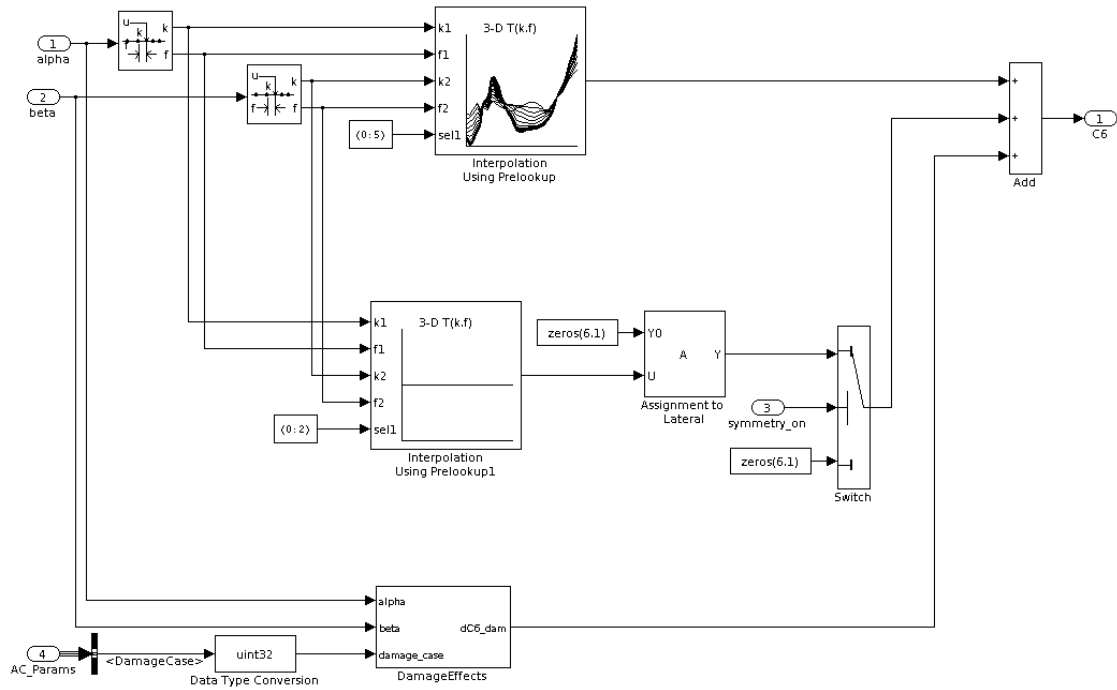 1
alpha
u
k
f
k
f
2
beta
u
k
f
k
f
(0:5)
3-D T(k,f)
k1
f1
k2
f2
sel1
Interpolation
Using Prelookup
+
+
+
Add
1
C6
3-D T(k,f)
k1
f1
k2
f2
sel1
(0:2)
Interpolation
Using Prelookup1
zeros(6,1)
Y0
A
Y
U
Assignment to
Lateral
3
symmetry_on
zeros(6,1)
Switch
alpha
beta
damage_case
dC6_dam
DamageEffects
4
AC_Params
<DamageCase>
uint32
Data Type Conversion